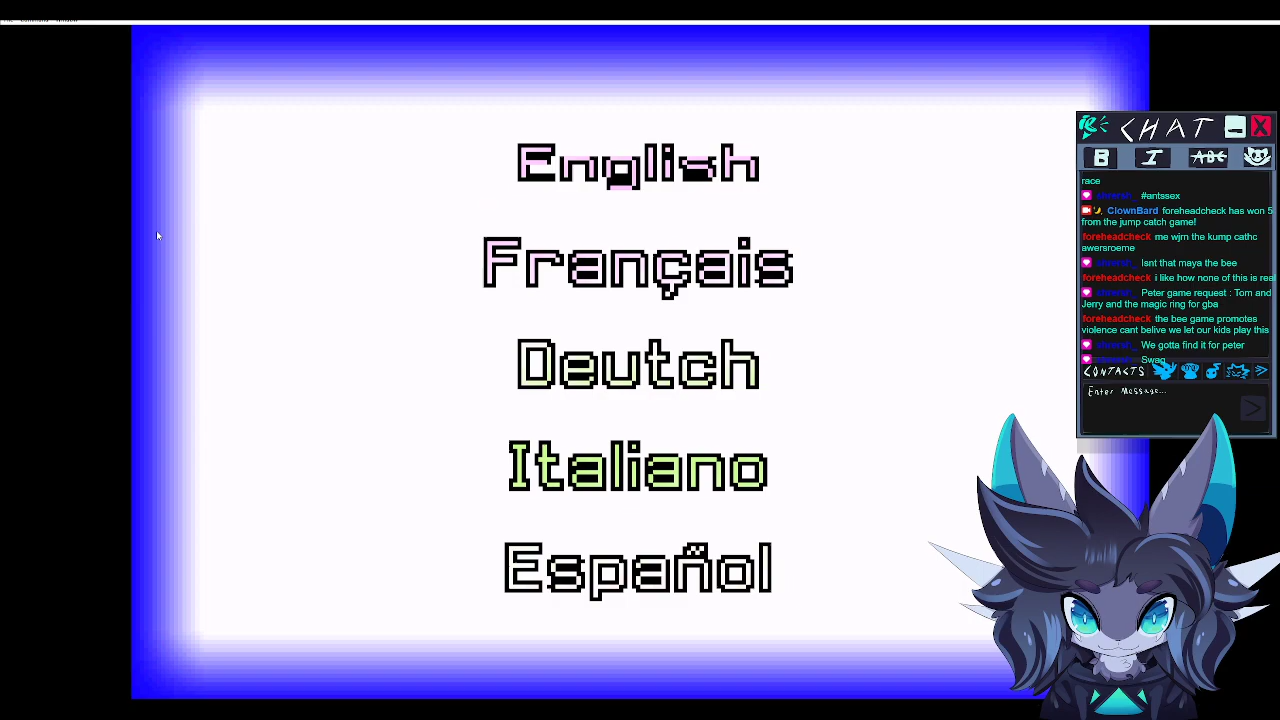 English
Français
Deutch
Italiano
Español
CHAT
B I ABC
race
#antssex
ClownBard foreheadcheck has won 5
from the jump catch game!
foreheadcheck me wjrn the kump cathc
awersroeme
Isnt that maya the bee
foreheadcheck i like how none of this is real
Peter game request : Tom and
Jerry and the magic ring for gba
foreheadcheck the bee game promotes
violence cant belive we let our kids play this
We gotta find it for peter
Swag
CONTACTS
Enter Message...